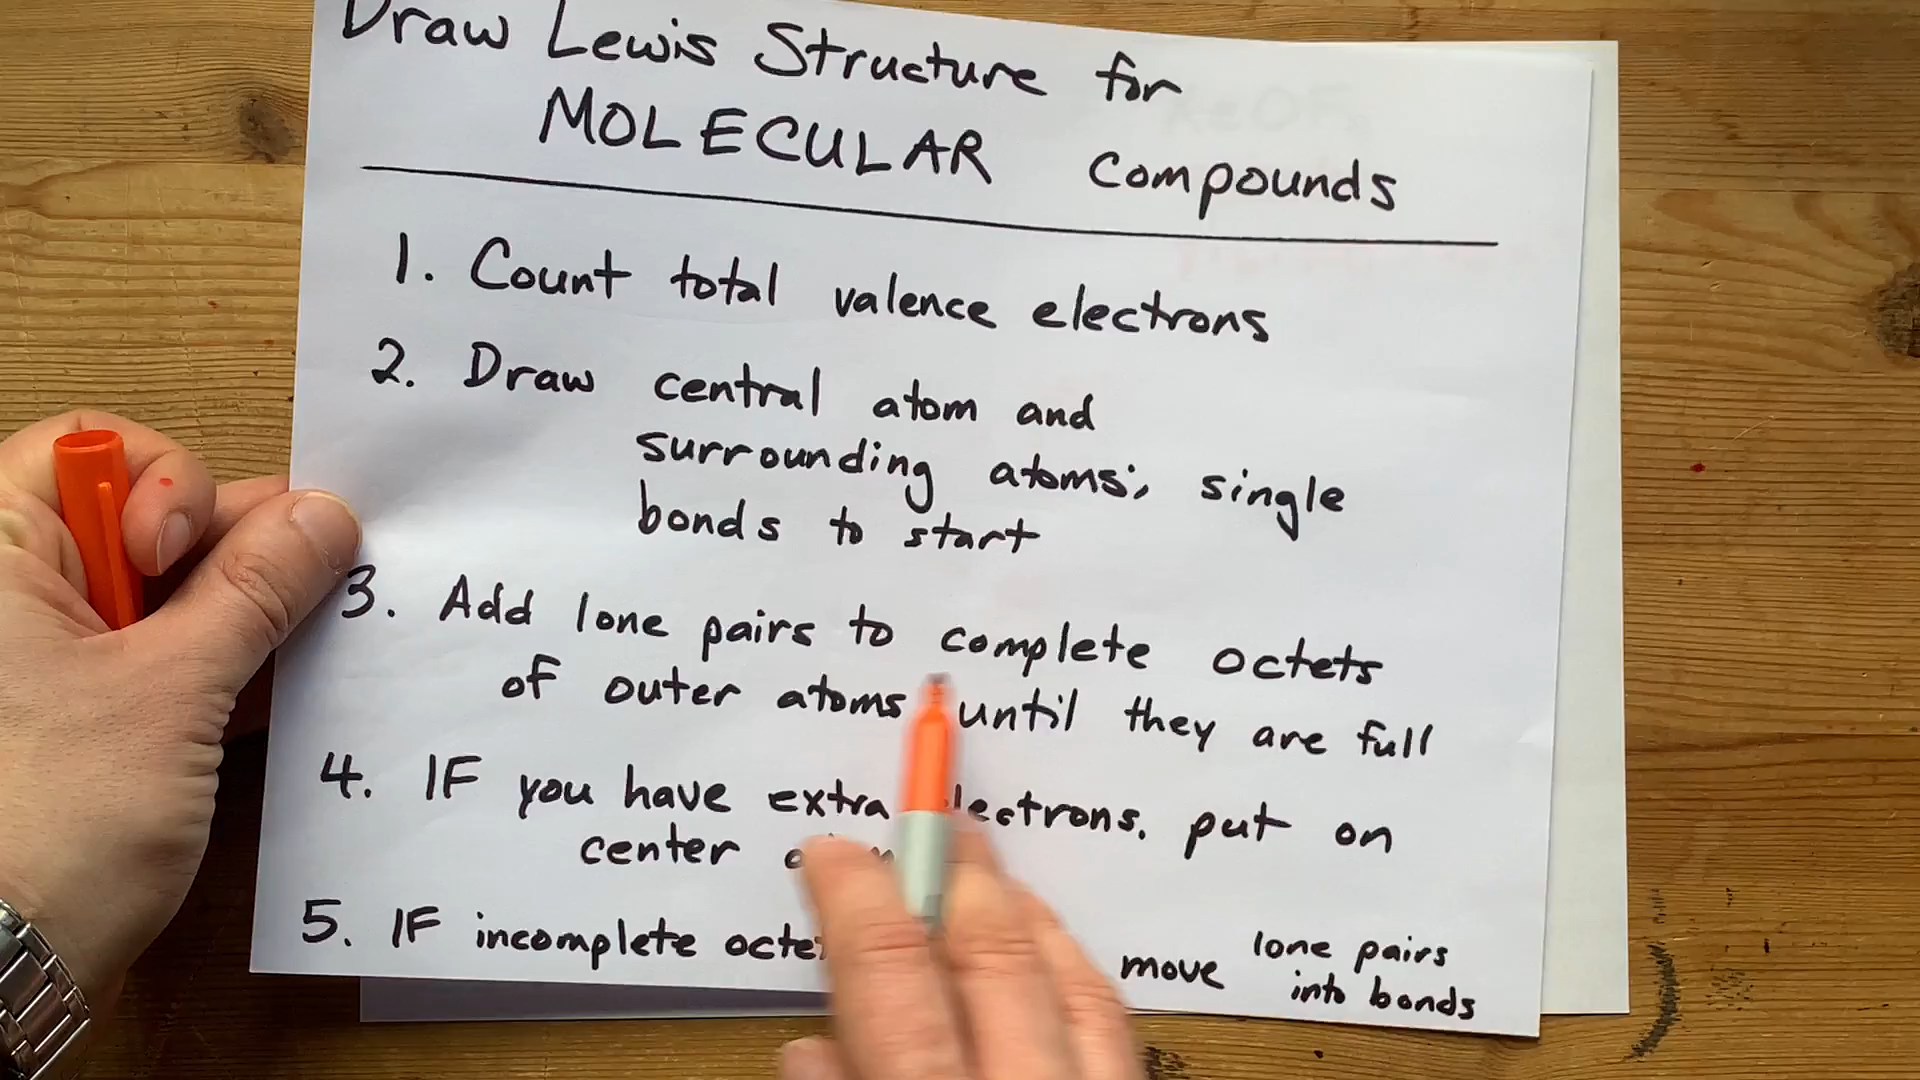 Draw Lewis Structure for
MOLECULAR compounds
1. Count total valence electrons
2. Draw central atom and
surrounding atoms; single
bonds to start
3. Add lone pairs to complete octets
of outer atoms until they are full
4. IF you have extra electrons, put on
center
5. IF incomplete move lone pairs
into bonds